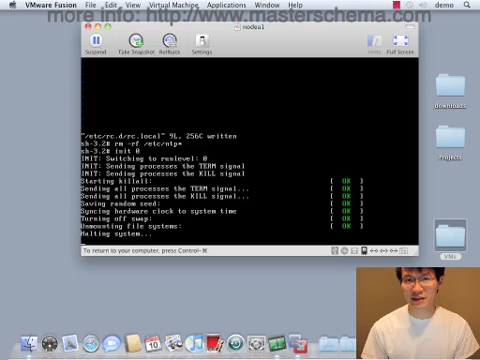 VMware Fusion File Edit View Virtual Machine Applications Window Help demo
more info: http://www.masterschema.com
nodea1
Suspend Take Snapshot Rollback Settings Unity Full Screen
"/etc/rc.d/rc.local" 9L, 256C written
sh-3.2# rm -rf /etc/ntp*
sh-3.2# init 0
INIT: Switching to runlevel: 0
INIT: Sending processes the TERM signal
INIT: Sending processes the KILL signal
Starting killall: [ OK ]
Sending all processes the TERM signal... [ OK ]
Sending all processes the KILL signal... [ OK ]
Saving random seed: [ OK ]
Syncing hardware clock to system time [ OK ]
Turning off swap: [ OK ]
Unmounting file systems: [ OK ]
Halting system...
To return to your computer, press Control-⌘
downloads
Projects
VMs